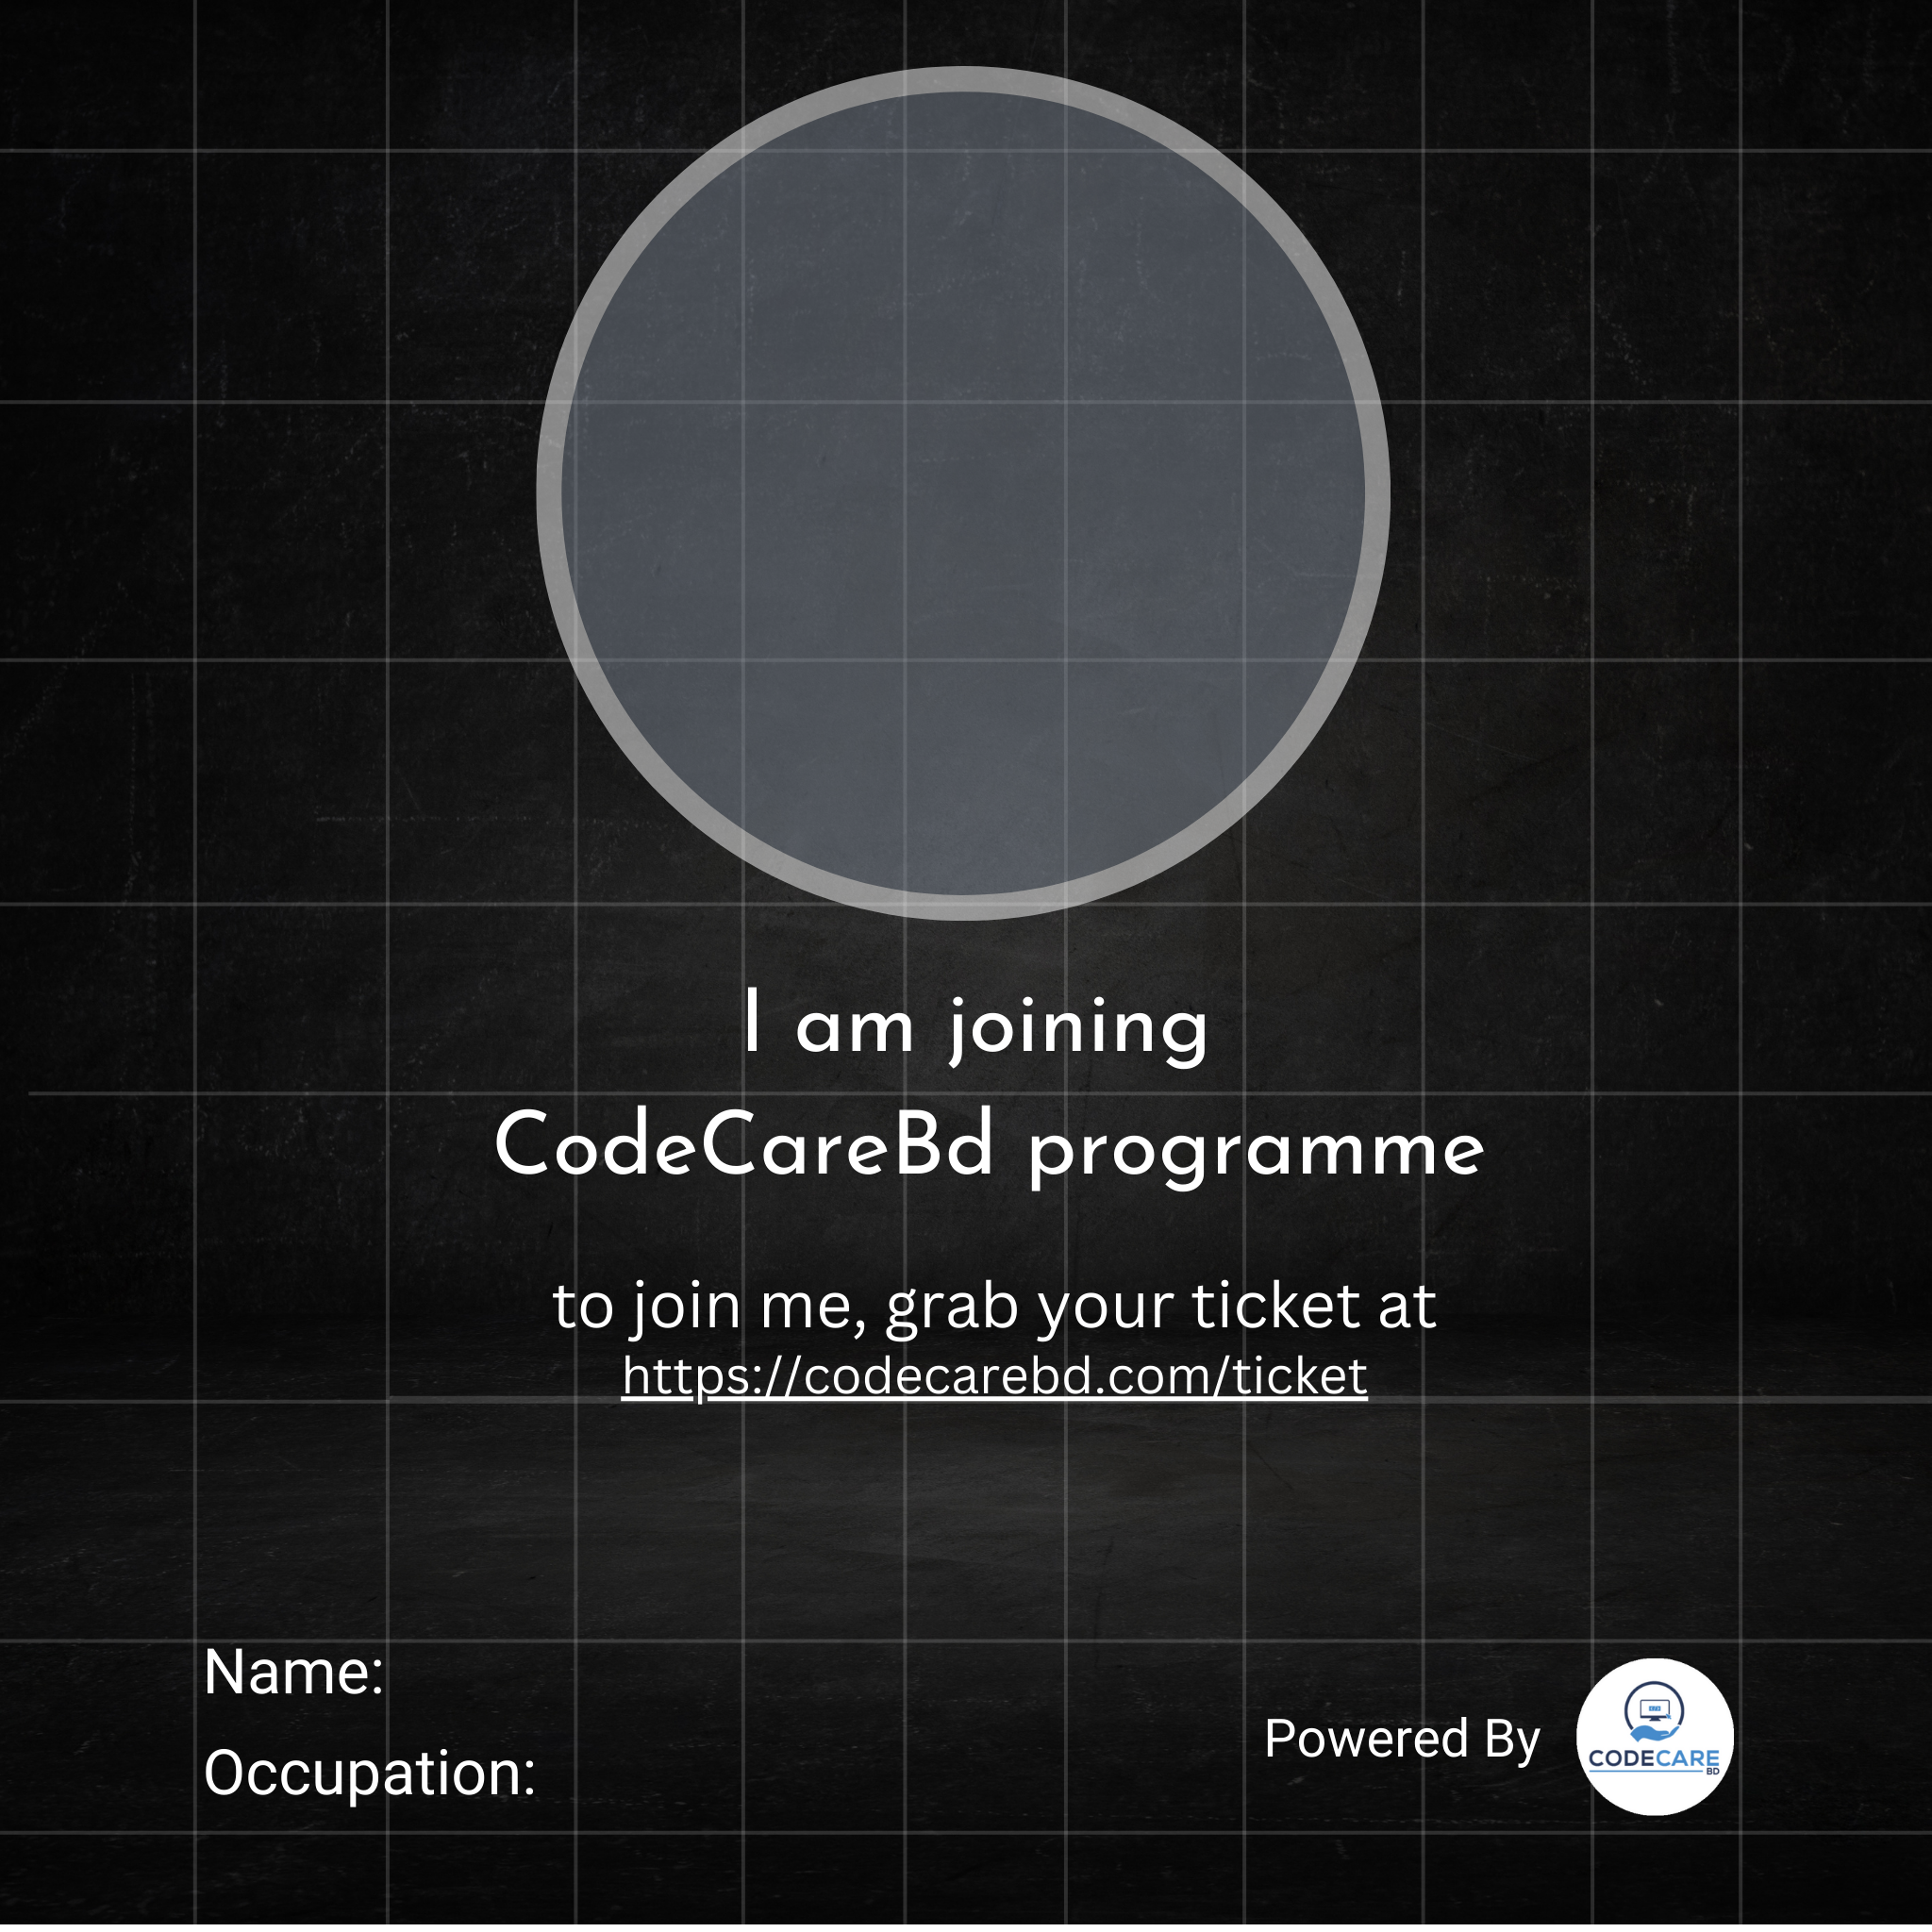 I am joining
CodeCareBd programme
to join me, grab your ticket at
https://codecarebd.com/ticket
Name:
Occupation:
Powered By
CODECARE
BD